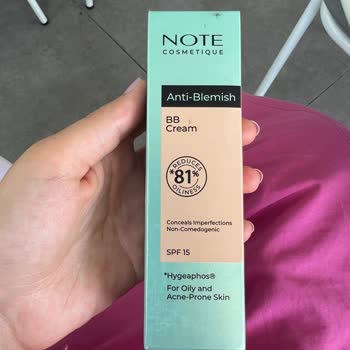 NOTE
COSMETIQUE
Anti-Blemish
BB
Cream
REDUCES
*81%
OILINESS
Conceals Imperfections
Non-Comedogenic
SPF 15
*Hygeaphos®
For Oily and
Acne-Prone Skin